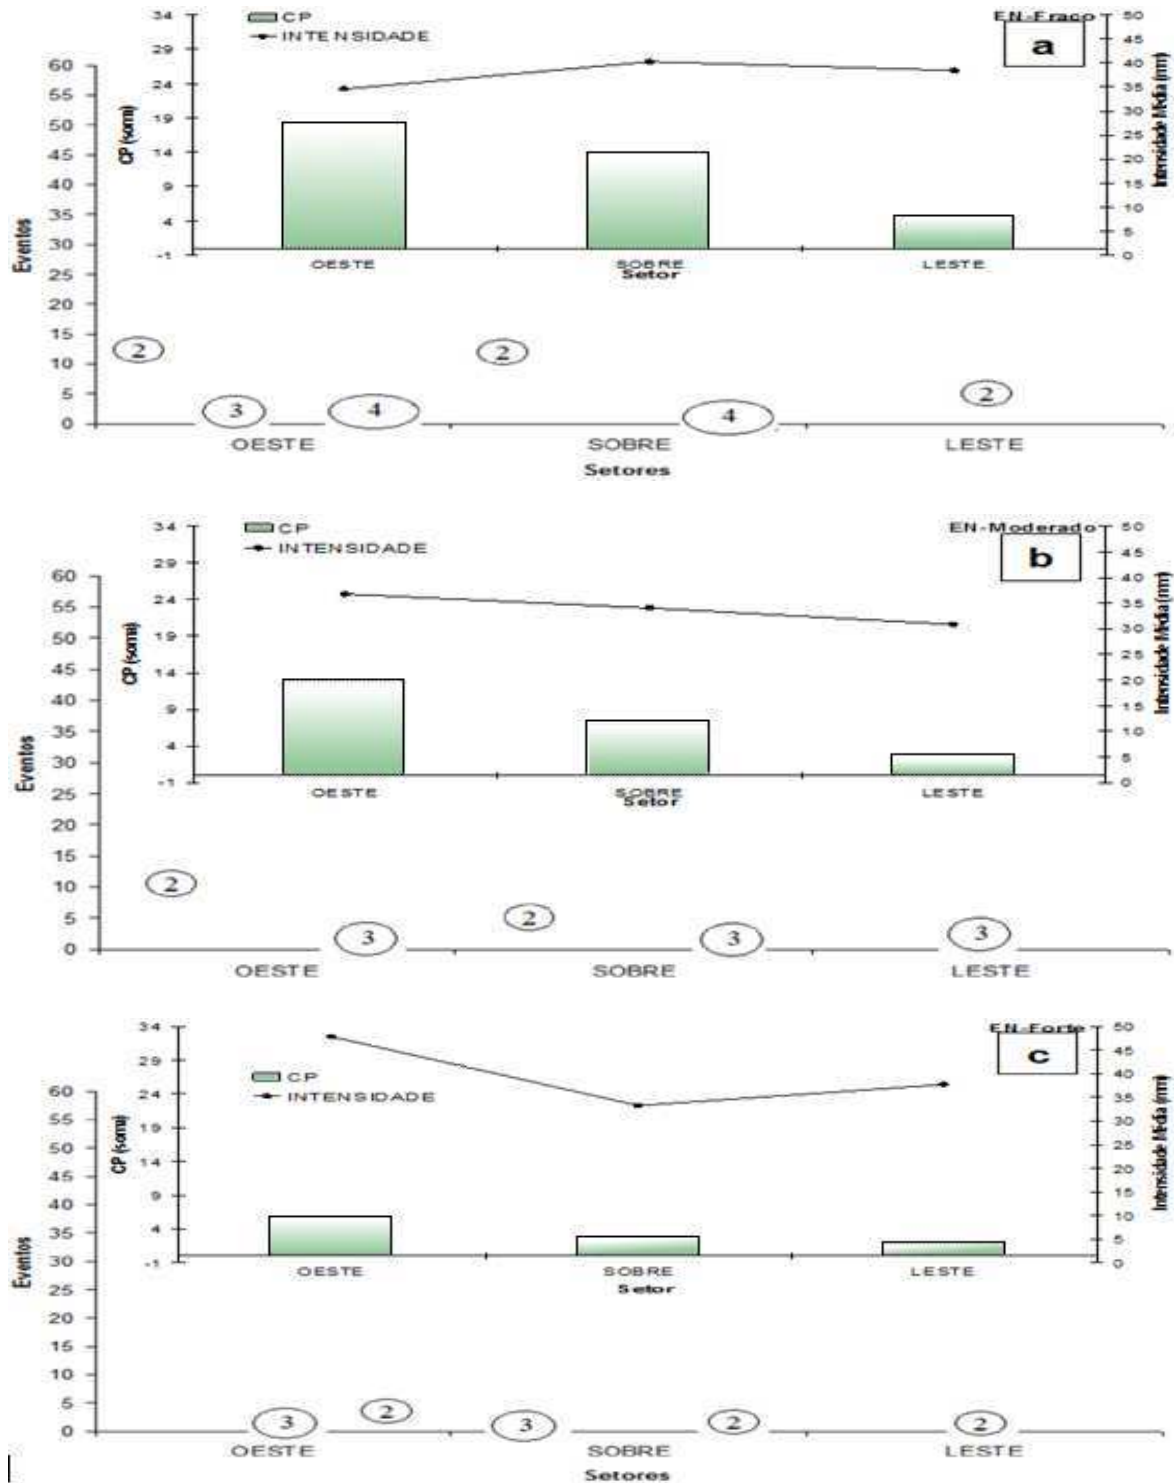 34
29
24
19
14
9
4
-1
CP (soma)
CP
INTENSIDADE
EN-Fraco
a
50
45
40
35
30
25
20
15
10
5
0
Intensidade Média (mm)
OESTE SOBRE LESTE
Setor
60
55
50
45
40
35
30
25
20
15
10
5
0
Eventos
2 2 2
3 4 4
OESTE SOBRE LESTE
Setores
34
29
24
19
14
9
4
-1
CP (soma)
CP
INTENSIDADE
EN-Moderado
b
50
45
40
35
30
25
20
15
10
5
0
Intensidade Média (mm)
OESTE SOBRE LESTE
Setor
60
55
50
45
40
35
30
25
20
15
10
5
0
Eventos
2 2
3 3 3
OESTE SOBRE LESTE
34
29
24
19
14
9
4
-1
CP (soma)
CP
INTENSIDADE
EN-Forte
c
50
45
40
35
30
25
20
15
10
5
0
Intensidade Média (mm)
OESTE SOBRE LESTE
Setor
60
55
50
45
40
35
30
25
20
15
10
5
0
Eventos
3 2 3 2 2
OESTE SOBRE LESTE
Setores